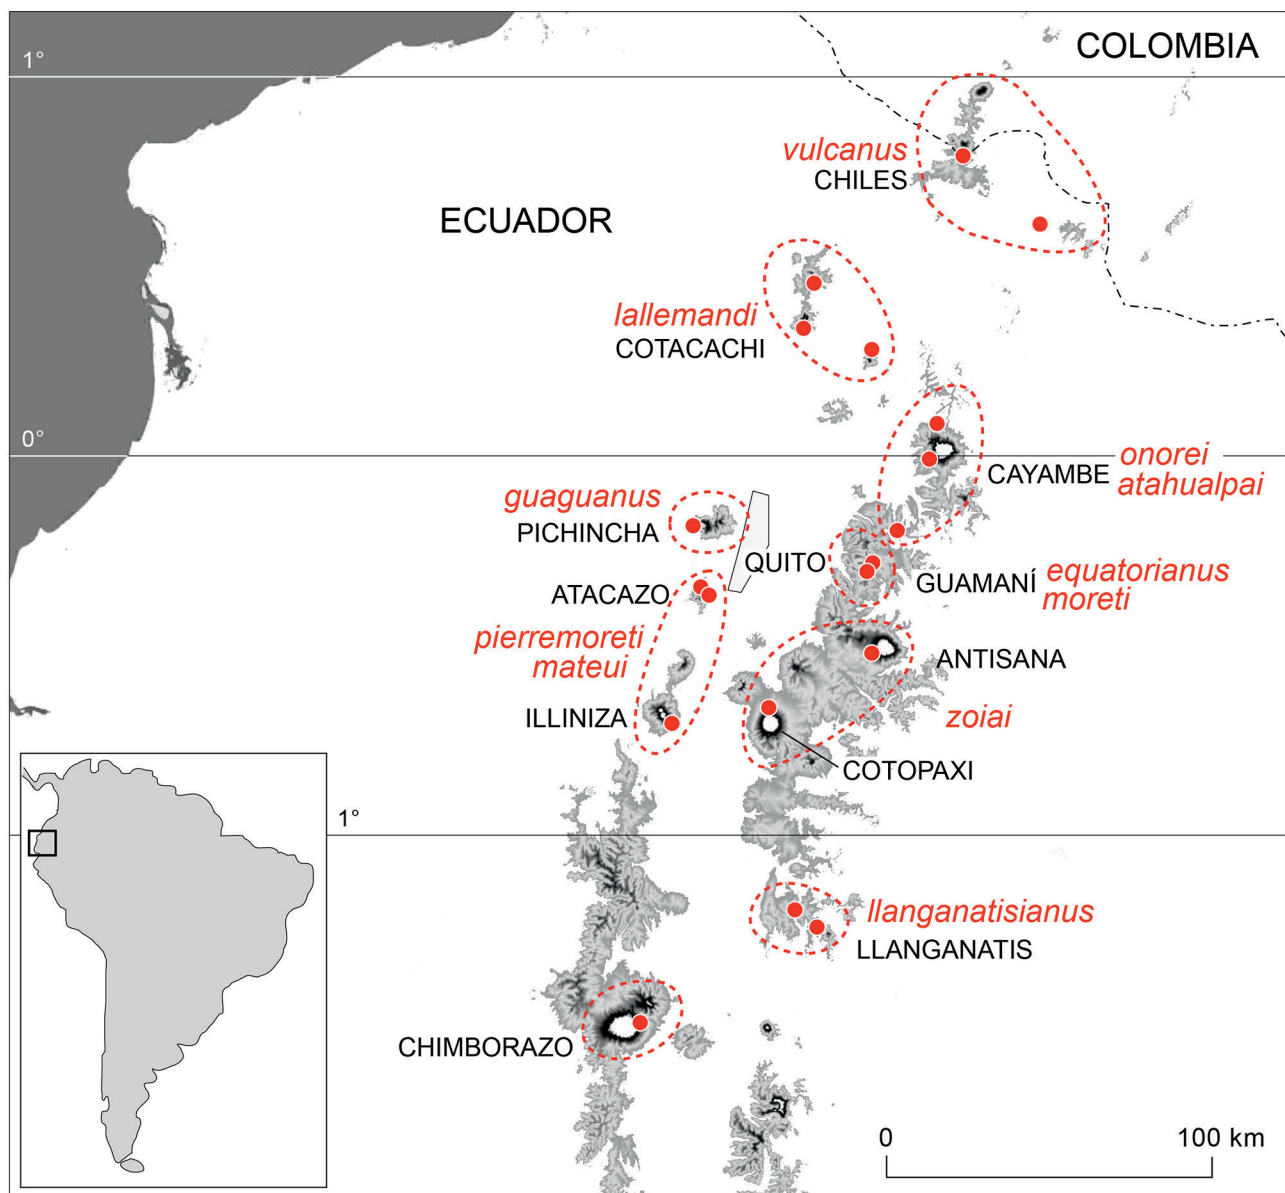 COLOMBIA
1°
vulcanus
CHILES
ECUADOR
lallemandi
COTACACHI
0°
CAYAMBE
onorei
atahualpai
guaguanus
PICHINCHA
QUITO
ATACAZO
GUAMANÍ
equatorianus
moreti
pierremoreti
mateui
ANTISANA
ILLINIZA
zoiai
COTOPAXI
1°
llanganatisianus
LLANGANATIS
CHIMBORAZO
0
100 km